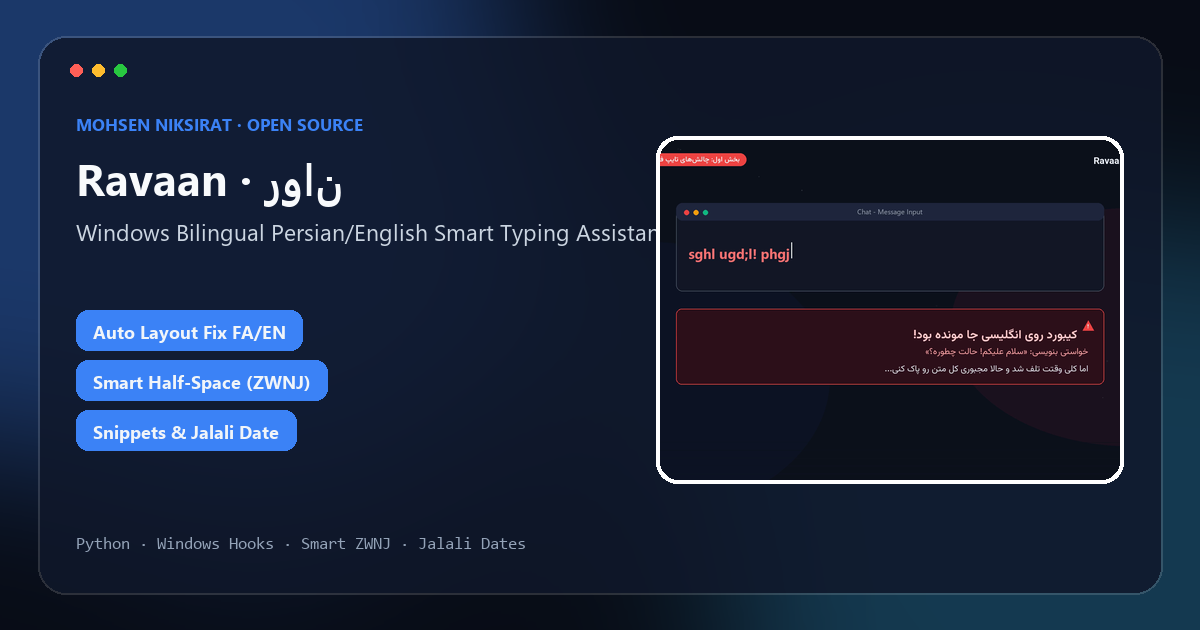 MOHSEN NIKSIRAT · OPEN SOURCE
Ravaan · ناور
Windows Bilingual Persian/English Smart Typing Assistan
Auto Layout Fix FA/EN
Smart Half-Space (ZWNJ)
Snippets & Jalali Date
Python · Windows Hooks · Smart ZWNJ · Jalali Dates
بخش اول: چالش‌های تایپ ف
Ravaa
Chat - Message Input
sghl ugd;l! phgj
کیبورد روی انگلیسی جا مونده بود!
خواستی بنویسی: «سلام علیکم! حالت چطوره؟»
اما کلی وقتت تلف شد و حالا مجبوری کل متن رو پاک کنی...